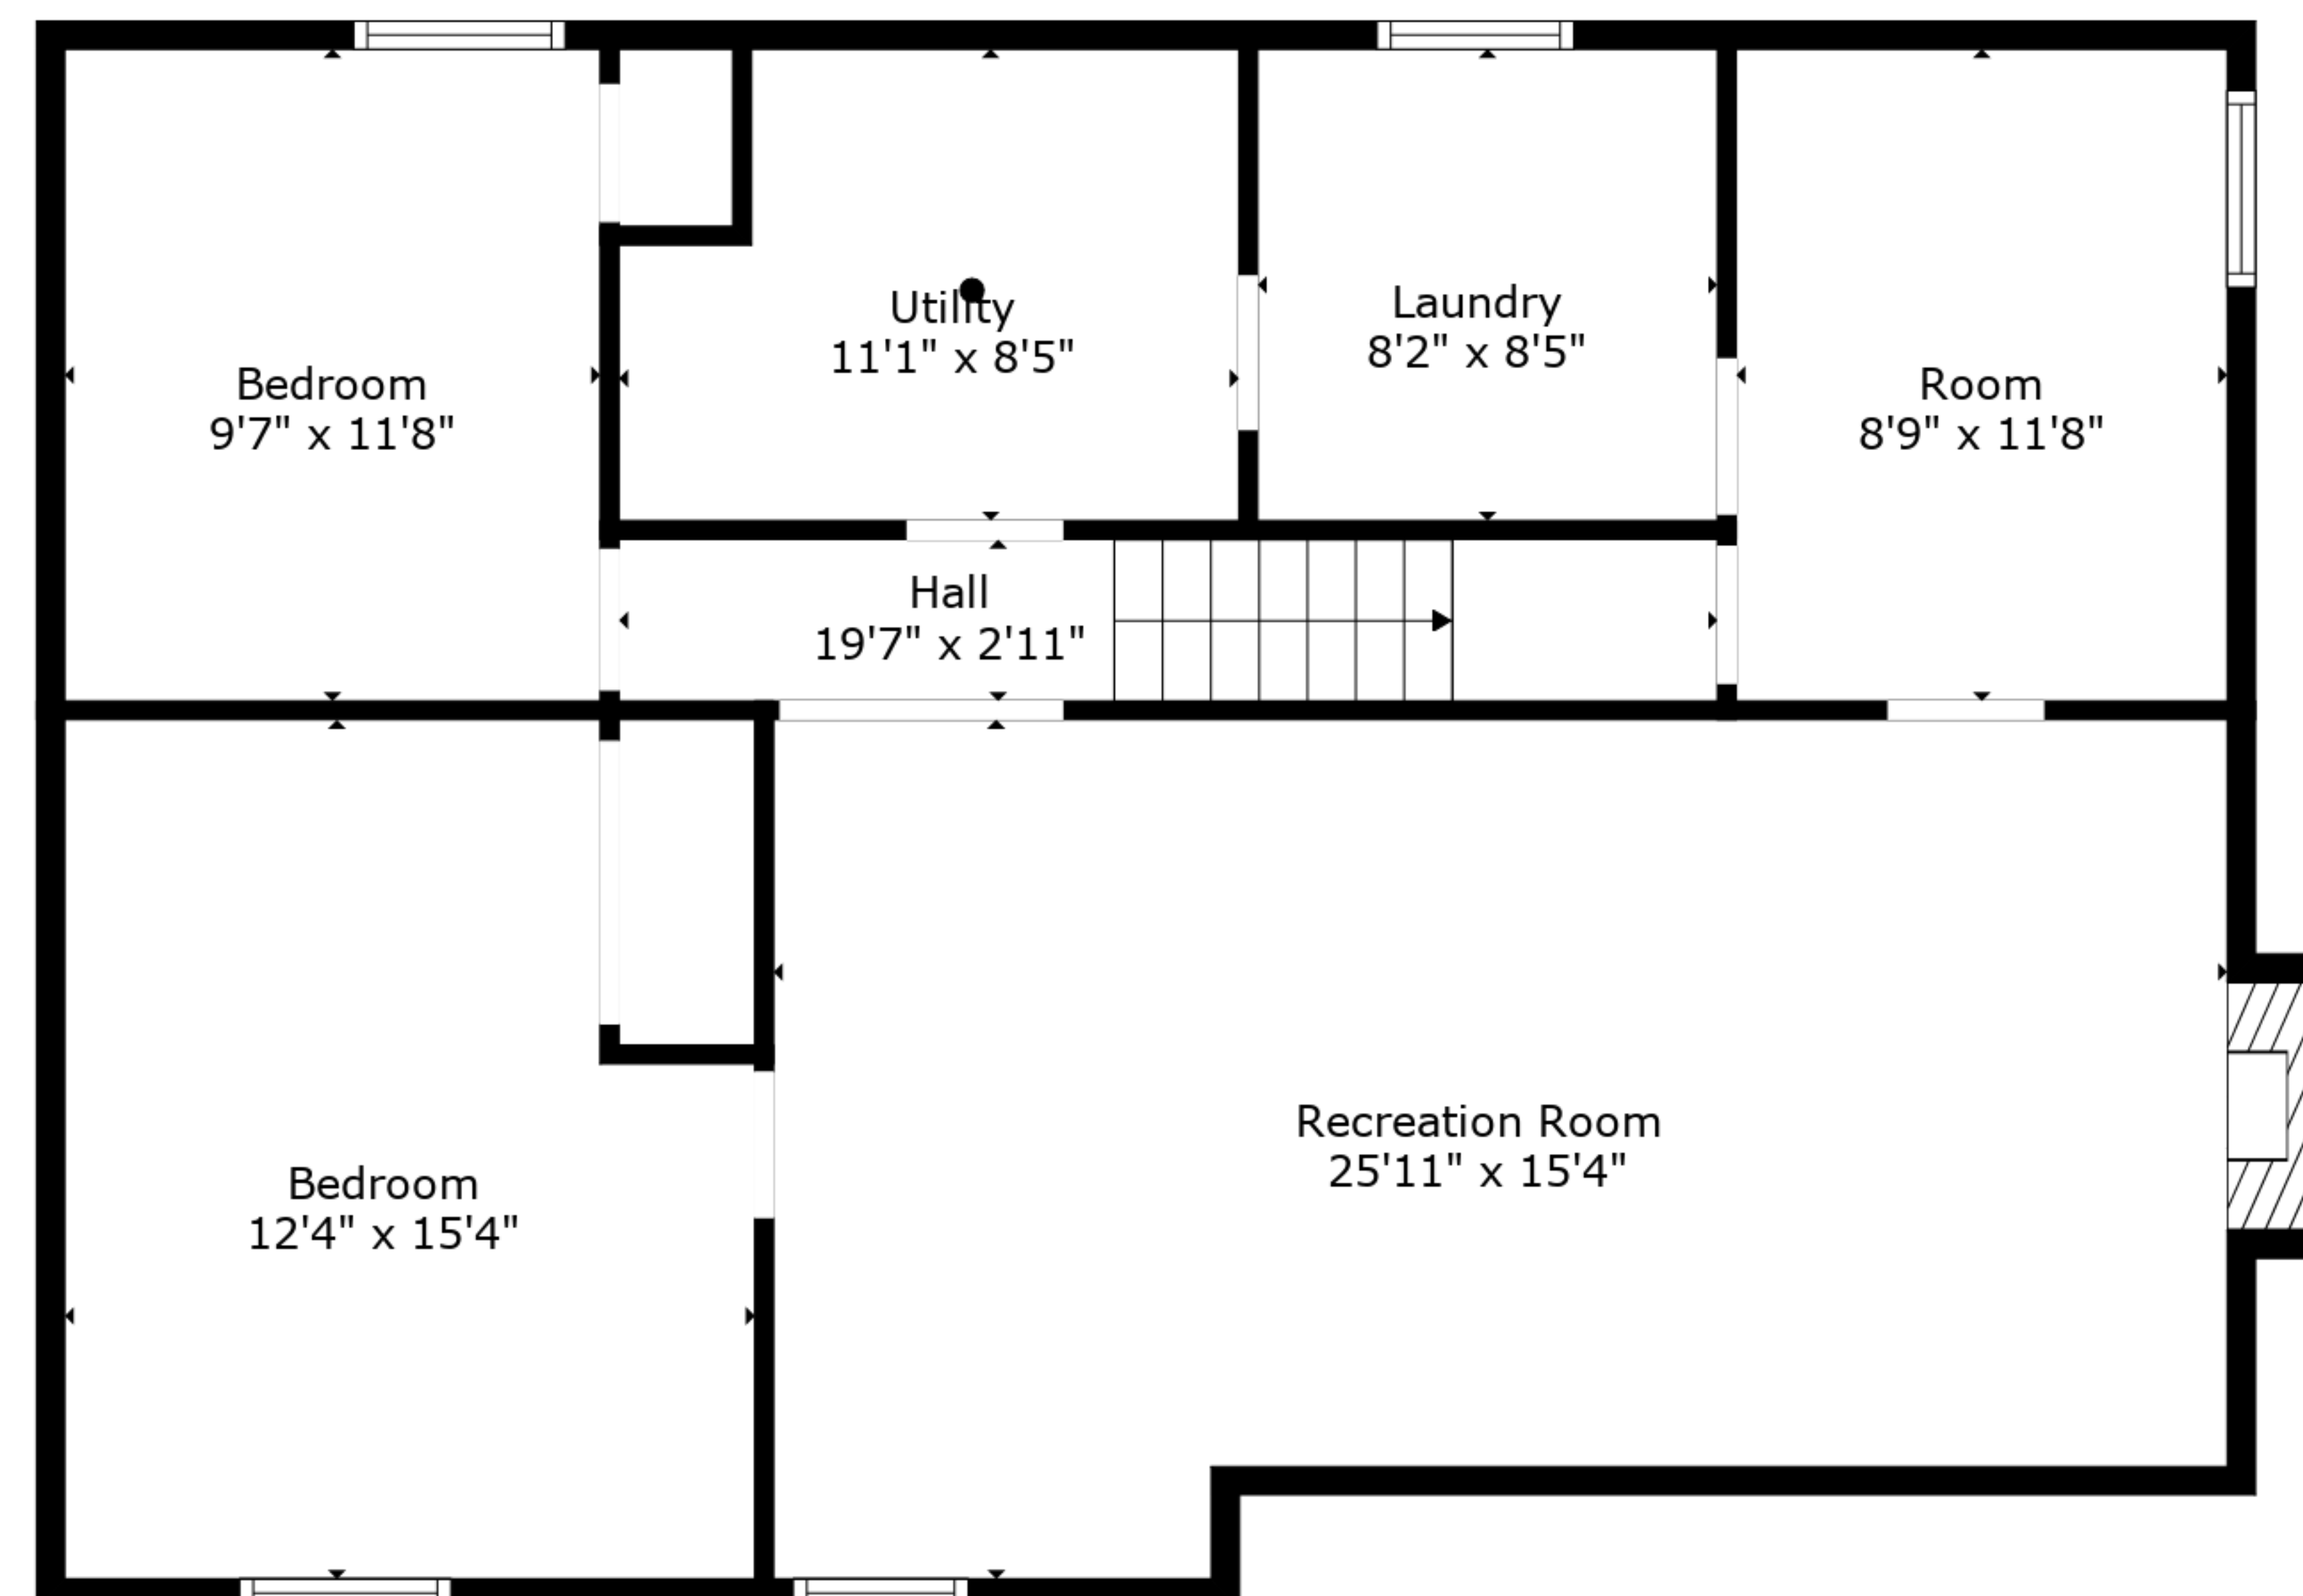 Utility
11'1" x 8'5"
Laundry
8'2" x 8'5"
Bedroom
9'7" x 11'8"
Room
8'9" x 11'8"
Hall
19'7" x 2'11"
Recreation Room
25'11" x 15'4"
Bedroom
12'4" x 15'4"